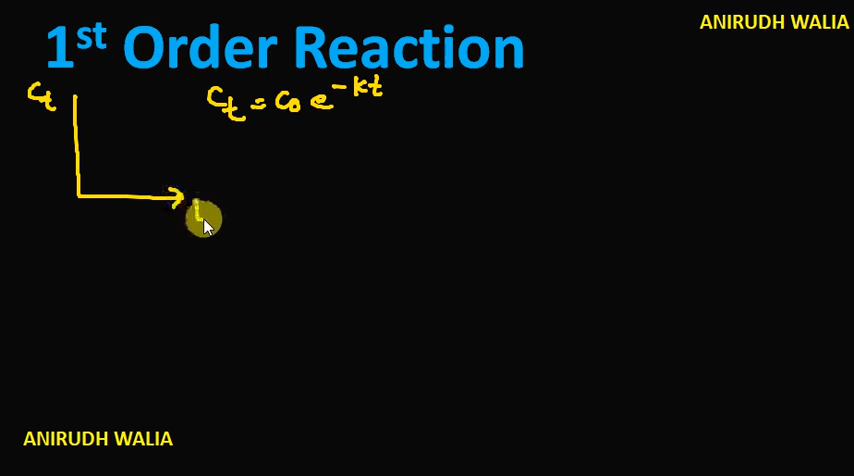 ANIRUDH WALIA
1st Order Reaction
Ct
Ct = C0 e^-kt
ANIRUDH WALIA